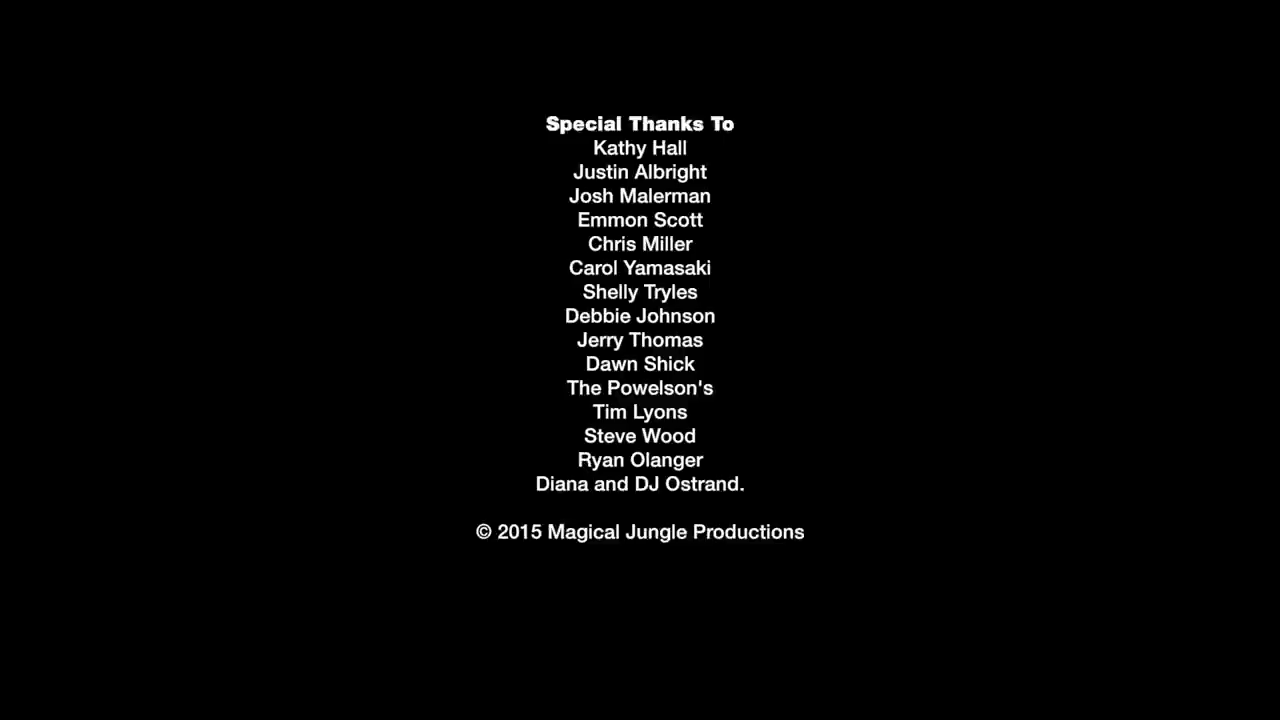 Special Thanks To
Kathy Hall
Justin Albright
Josh Malerman
Emmon Scott
Chris Miller
Carol Yamasaki
Shelly Tryles
Debbie Johnson
Jerry Thomas
Dawn Shick
The Powelson's
Tim Lyons
Steve Wood
Ryan Olanger
Diana and DJ Ostrand.
© 2015 Magical Jungle Productions